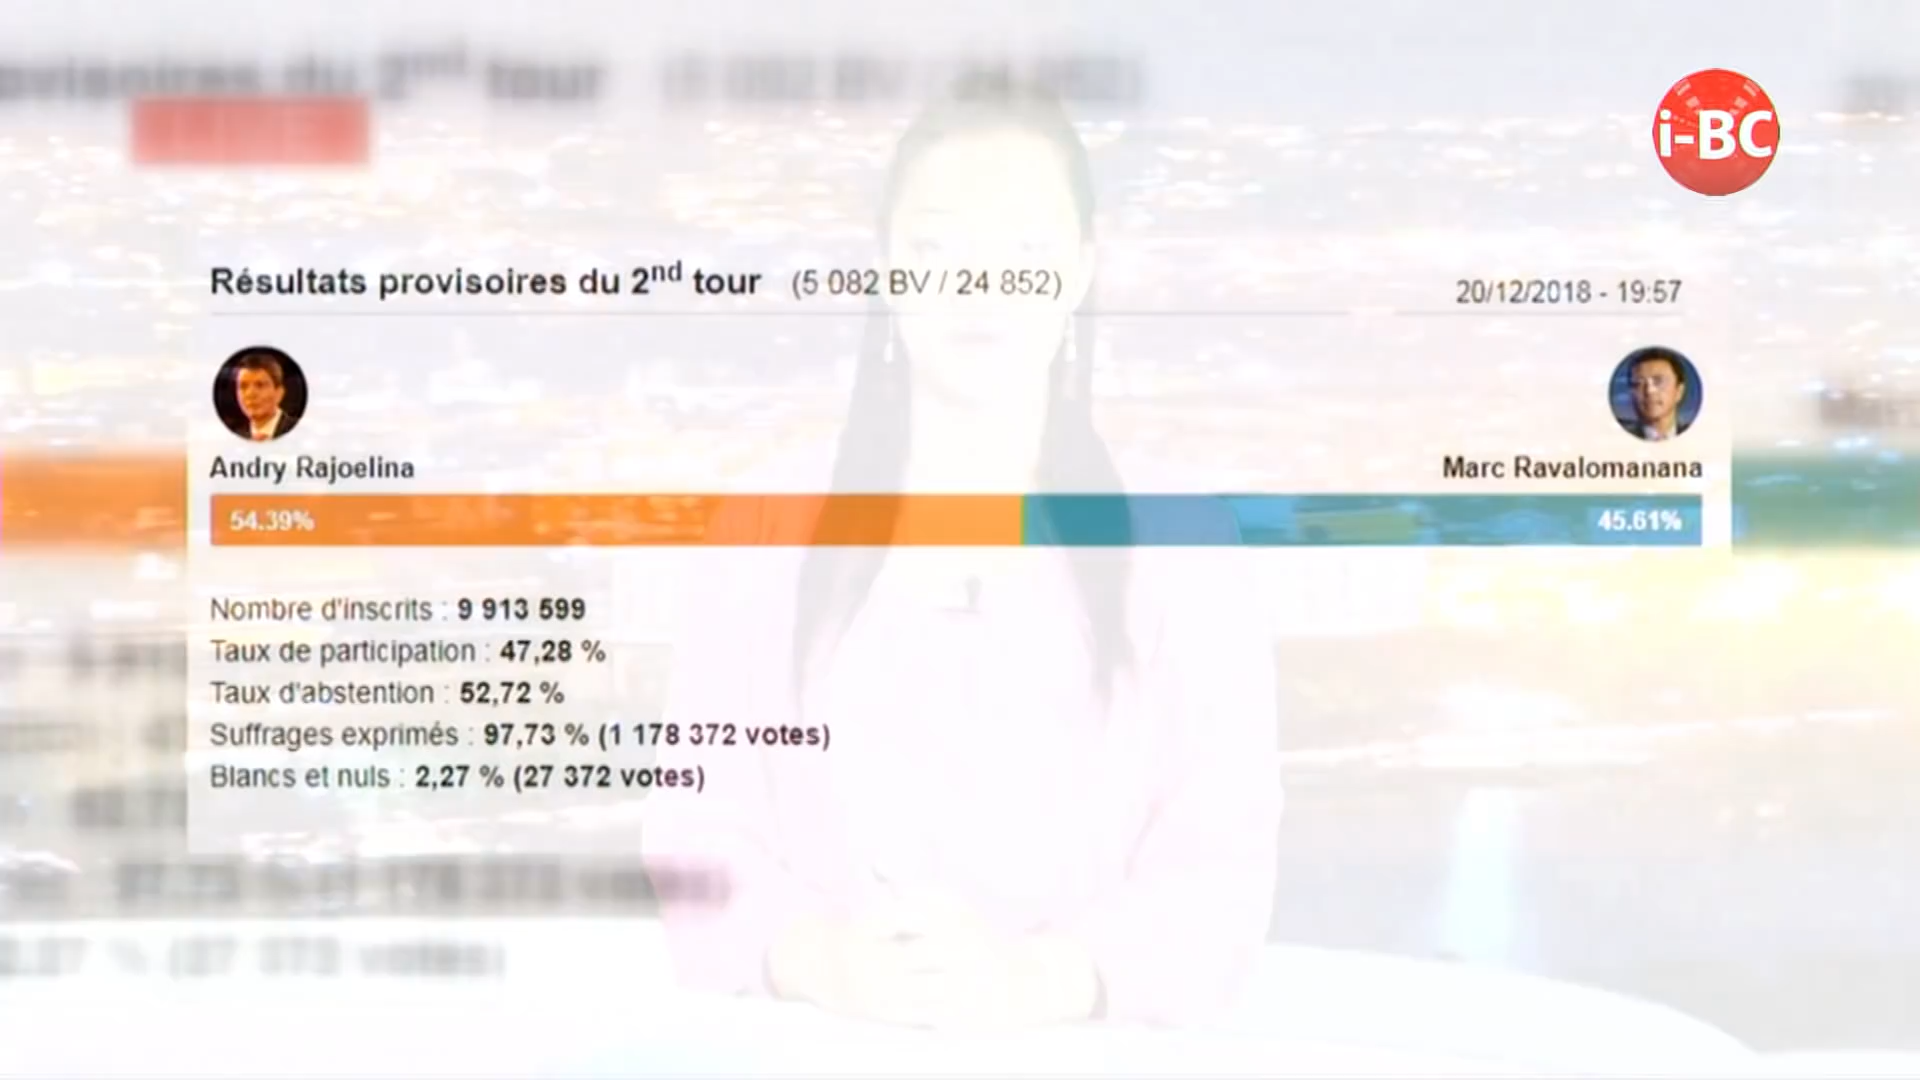 i-BC
Résultats provisoires du 2nd tour (5 082 BV / 24 852)
20/12/2018 - 19:57
Andry Rajoelina
Marc Ravalomanana
54.39%
45.61%
Nombre d'inscrits : 9 913 599
Taux de participation : 47,28 %
Taux d'abstention : 52,72 %
Suffrages exprimés : 97,73 % (1 178 372 votes)
Blancs et nuls : 2,27 % (27 372 votes)